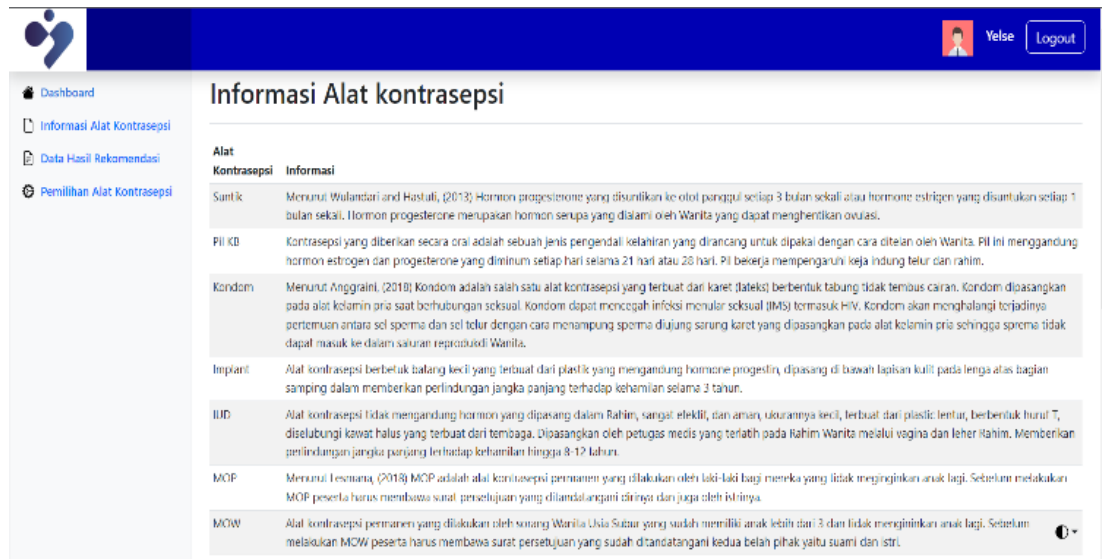 Yelse
Logout
Dashboard
Informasi Alat Kontrasepsi
Data Hasil Rekomendasi
Pemilihan Alat Kontrasepsi
Informasi Alat kontrasepsi
Alat
Kontrasepsi Informasi
Suntik Menurut Wulandari and Hastuti, (2013) Hormon progesterone yang disuntikan ke otot panggul setiap 3 bulan sekali atau hormone estrigen yang disuntukan setiap 1
bulan sekali. Hormon progesterone merupakan hormon serupa yang dialami oleh Wanita yang dapat menghentikan ovulasi.
Pil KB Kontrasepsi yang diberikan secara oral adalah sebuah jenis pengendali kelahiran yang dirancang untuk dipakai dengan cara ditelan oleh Wanita. Pil ini menggandung
hormon estrogen dan progesterone yang diminum setiap hari selama 21 hari atau 28 hari. Pil bekerja mempengaruhi keja indung telur dan rahim.
Kondom Menurut Anggraini, (2018) Kondom adalah salah satu alat kontrasepsi yang terbuat dari karet (lateks) berbentuk tabung tidak tembus cairan. Kondom dipasangkan
pada alat kelamin pria saat berhubungan seksual. Kondom dapat mencegah infeksi menular seksual (IMS) termasuk HIV. Kondom akan menghalangi terjadinya
pertemuan antara sel sperma dan sel telur dengan cara menampung sperma diujung sarung karet yang dipasangkan pada alat kelamin pria sehingga sprema tidak
dapat masuk ke dalam saluran reprodukdi Wanita.
Implant Alat kontrasepsi berbetuk batang kecil yang terbuat dari plastik yang mengandung hormone progestin, dipasang di bawah lapisan kulit pada lenga atas bagian
samping dalam memberikan perlindungan jangka panjang terhadap kehamilan selama 3 tahun.
IUD Alat kontrasepsi tidak mengandung hormon yang dipasang dalam Rahim, sangat efektif, dan aman, ukurannya kecil, terbuat dari plastic lentur, berbentuk huruf T,
diselubungi kawat halus yang terbuat dari tembaga. Dipasangkan oleh petugas medis yang terlatih pada Rahim Wanita melalui vagina dan leher Rahim. Memberikan
perlindungan jangka panjang terhadap kehamilan hingga 8-12 tahun.
MOP Menurut Lesmana, (2018) MOP adalah alat kontrasepsi permanen yang dilakukan oleh laki-laki bagi mereka yang tidak meginginkan anak lagi. Sebelum melakukan
MOP peserta harus membawa surat persetujuan yang ditandatangani dirinya dan juga oleh istrinya.
MOW Alat kontrasepsi permanen yang dilakukan oleh sorang Wanita Usia Subur yang sudah memiliki anak lebih dari 3 dan tidak mengininkan anak lagi. Sebelum
melakukan MOW peserta harus membawa surat persetujuan yang sudah ditandatangani kedua belah pihak yaitu suami dan istri.